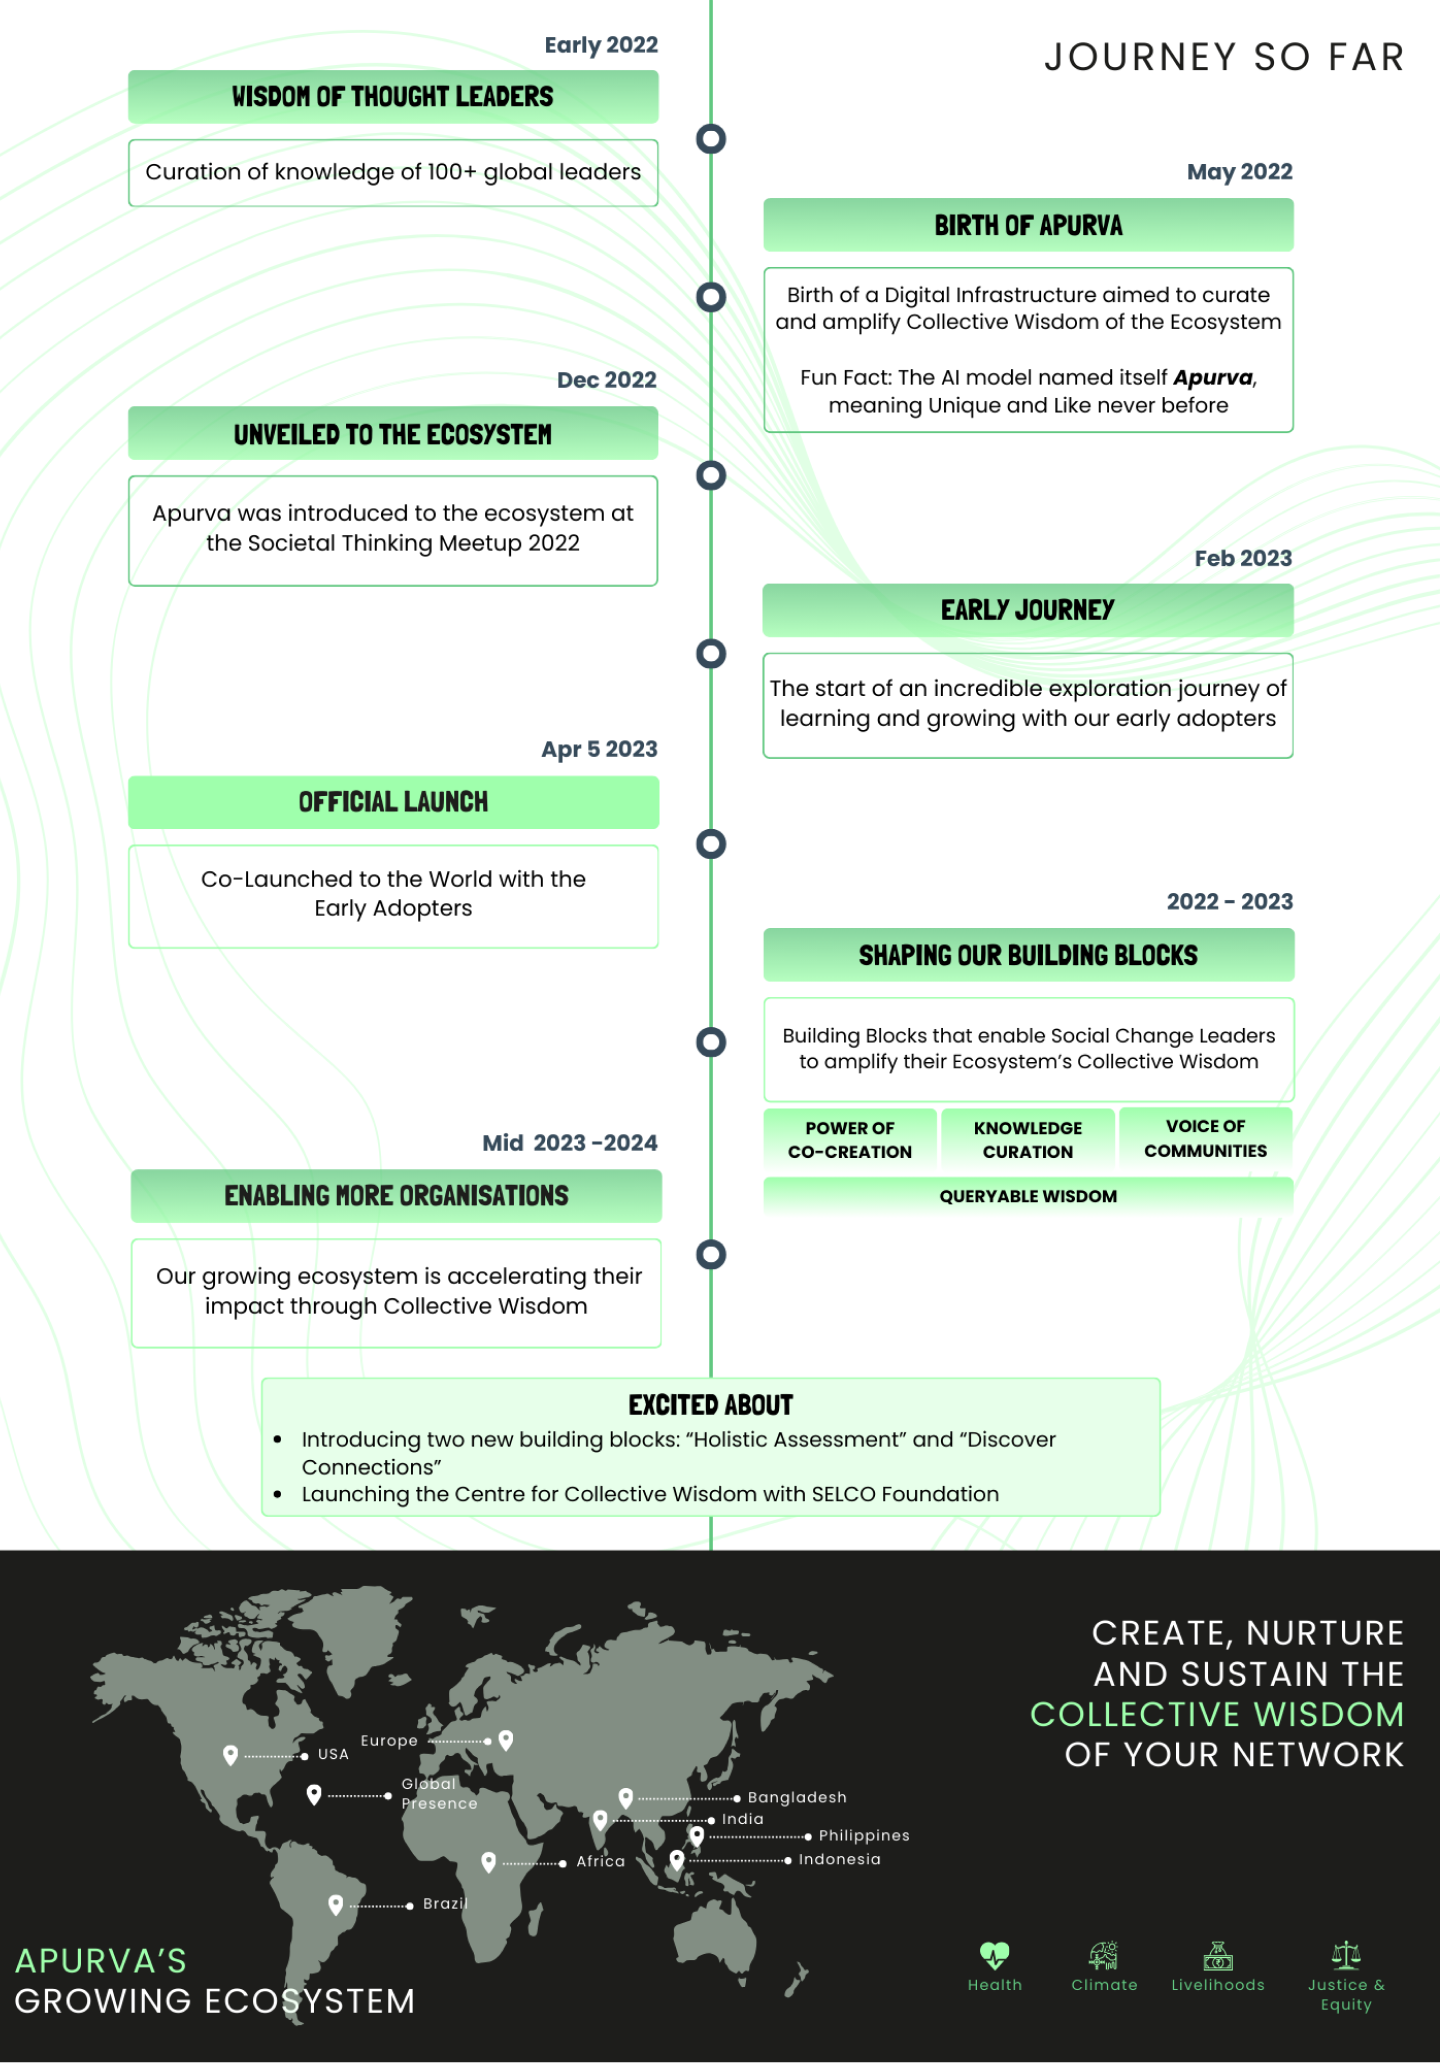 JOURNEY SO FAR
Early 2022
WISDOM OF THOUGHT LEADERS
Curation of knowledge of 100+ global leaders
May 2022
BIRTH OF APURVA
Birth of a Digital Infrastructure aimed to curate
and amplify Collective Wisdom of the Ecosystem
Fun Fact: The AI model named itself Apurva,
meaning Unique and Like never before
Dec 2022
UNVEILED TO THE ECOSYSTEM
Apurva was introduced to the ecosystem at
the Societal Thinking Meetup 2022
Feb 2023
EARLY JOURNEY
The start of an incredible exploration journey of
learning and growing with our early adopters
Apr 5 2023
OFFICIAL LAUNCH
Co-Launched to the World with the
Early Adopters
2022 - 2023
SHAPING OUR BUILDING BLOCKS
Building Blocks that enable Social Change Leaders
to amplify their Ecosystem's Collective Wisdom
POWER OF
CO-CREATION
KNOWLEDGE
CURATION
VOICE OF
COMMUNITIES
QUERYABLE WISDOM
Mid 2023 -2024
ENABLING MORE ORGANISATIONS
Our growing ecosystem is accelerating their
impact through Collective Wisdom
EXCITED ABOUT
• Introducing two new building blocks: “Holistic Assessment” and “Discover
Connections”
• Launching the Centre for Collective Wisdom with SELCO Foundation
CREATE, NURTURE
AND SUSTAIN THE
COLLECTIVE WISDOM
OF YOUR NETWORK
Europe
USA
Global
Presence
Bangladesh
India
Philippines
Indonesia
Africa
Brazil
APURVA’S
GROWING ECOSYSTEM
Health
Climate
Livelihoods
Justice &
Equity